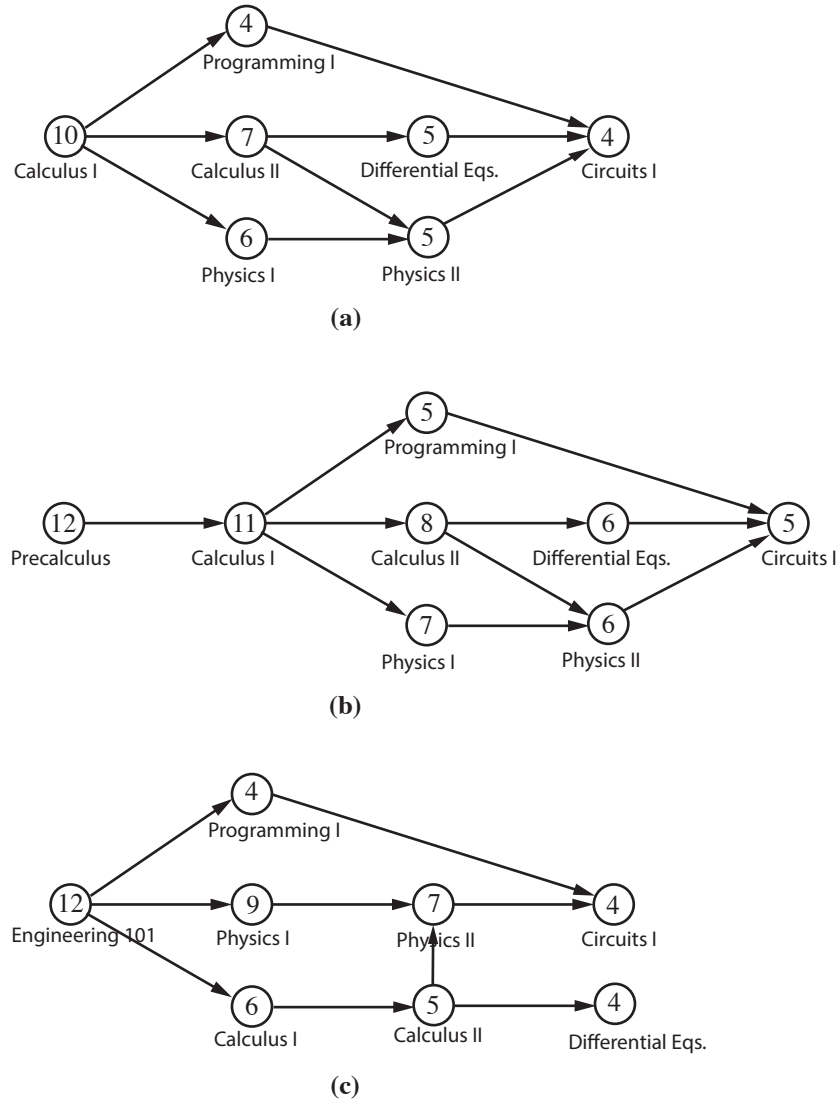 4
Programming I
10
7
5
4
Calculus I
Calculus II
Differential Eqs.
Circuits I
6
5
Physics I
Physics II
(a)
5
Programming I
12
11
8
6
5
Precalculus
Calculus I
Calculus II
Differential Eqs.
Circuits I
7
6
Physics I
Physics II
(b)
4
Programming I
12
9
7
4
Engineering 101
Physics I
Physics II
Circuits I
6
5
4
Calculus I
Calculus II
Differential Eqs.
(c)